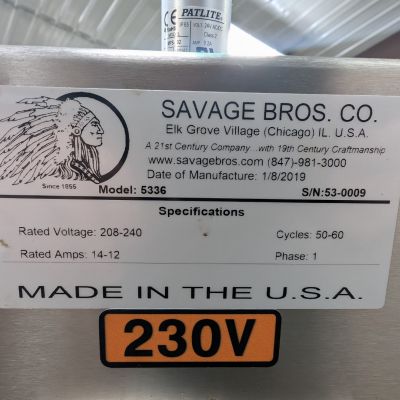 PATLITE
CE
SAVAGE BROS. CO.
Elk Grove Village (Chicago) IL. U.S.A.
A 21st Century Company...with 19th Century Craftmanship
www.savagebros.com (847)-981-3000
Date of Manufacture: 1/8/2019
Since 1855
Model: 5336 S/N:53-0009
Specifications
Rated Voltage: 208-240 Cycles: 50-60
Rated Amps: 14-12 Phase: 1
MADE IN THE U.S.A.
230V